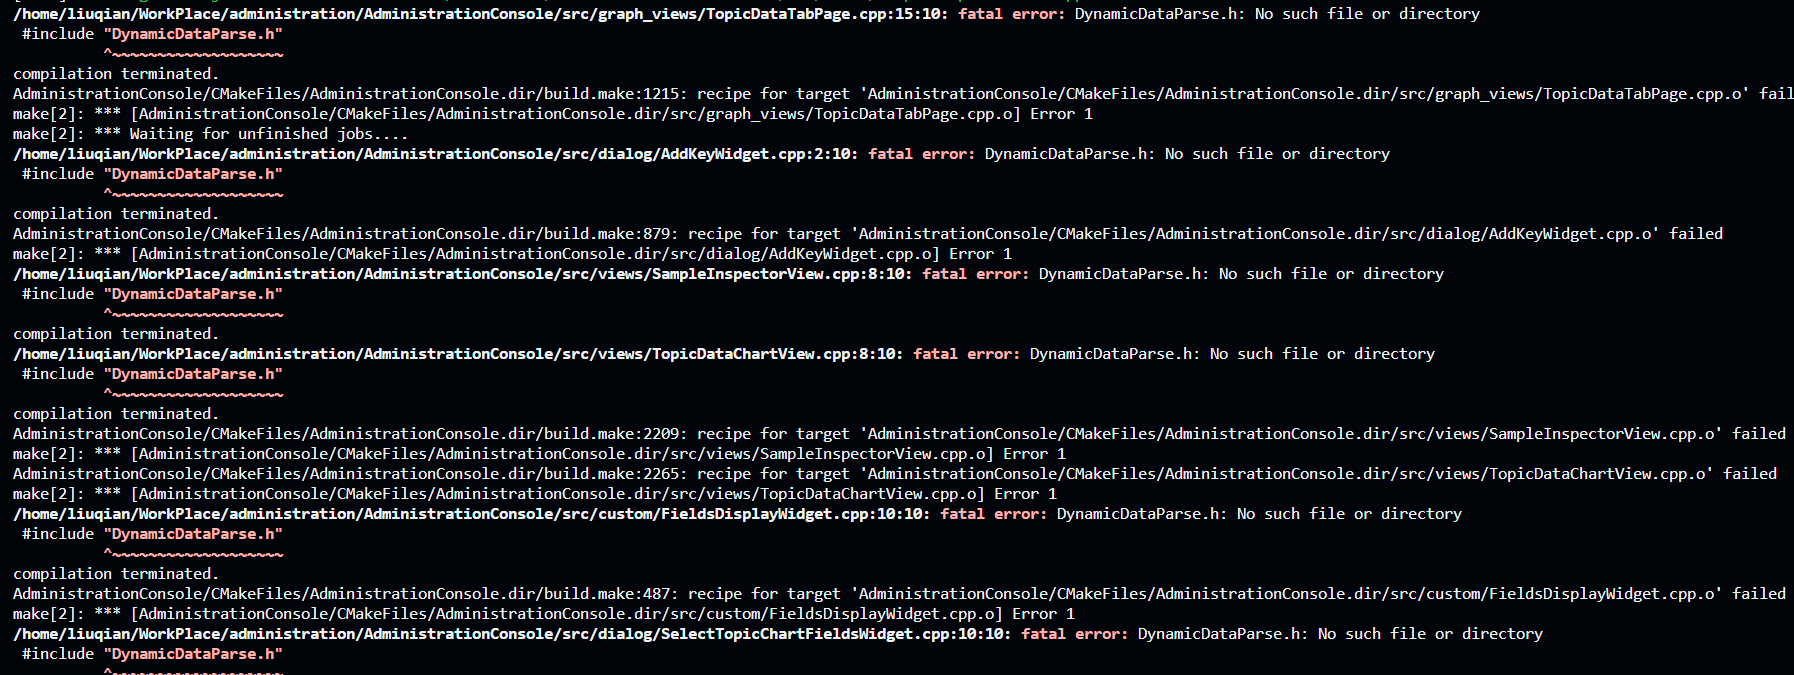 /home/liuqian/WorkPlace/administration/AdministrationConsole/src/graph_views/TopicDataTabPage.cpp:15:10: fatal error: DynamicDataParse.h: No such file or directory
 #include "DynamicDataParse.h"
          ^~~~~~~~~~~~~~~~~~~~
compilation terminated.
AdministrationConsole/CMakeFiles/AdministrationConsole.dir/build.make:1215: recipe for target 'AdministrationConsole/CMakeFiles/AdministrationConsole.dir/src/graph_views/TopicDataTabPage.cpp.o' fail
make[2]: *** [AdministrationConsole/CMakeFiles/AdministrationConsole.dir/src/graph_views/TopicDataTabPage.cpp.o] Error 1
make[2]: *** Waiting for unfinished jobs....
/home/liuqian/WorkPlace/administration/AdministrationConsole/src/dialog/AddKeyWidget.cpp:2:10: fatal error: DynamicDataParse.h: No such file or directory
 #include "DynamicDataParse.h"
          ^~~~~~~~~~~~~~~~~~~~
compilation terminated.
AdministrationConsole/CMakeFiles/AdministrationConsole.dir/build.make:879: recipe for target 'AdministrationConsole/CMakeFiles/AdministrationConsole.dir/src/dialog/AddKeyWidget.cpp.o' failed
make[2]: *** [AdministrationConsole/CMakeFiles/AdministrationConsole.dir/src/dialog/AddKeyWidget.cpp.o] Error 1
/home/liuqian/WorkPlace/administration/AdministrationConsole/src/views/SampleInspectorView.cpp:8:10: fatal error: DynamicDataParse.h: No such file or directory
 #include "DynamicDataParse.h"
          ^~~~~~~~~~~~~~~~~~~~
compilation terminated.
/home/liuqian/WorkPlace/administration/AdministrationConsole/src/views/TopicDataChartView.cpp:8:10: fatal error: DynamicDataParse.h: No such file or directory
 #include "DynamicDataParse.h"
          ^~~~~~~~~~~~~~~~~~~~
compilation terminated.
AdministrationConsole/CMakeFiles/AdministrationConsole.dir/build.make:2209: recipe for target 'AdministrationConsole/CMakeFiles/AdministrationConsole.dir/src/views/SampleInspectorView.cpp.o' failed
make[2]: *** [AdministrationConsole/CMakeFiles/AdministrationConsole.dir/src/views/SampleInspectorView.cpp.o] Error 1
AdministrationConsole/CMakeFiles/AdministrationConsole.dir/build.make:2265: recipe for target 'AdministrationConsole/CMakeFiles/AdministrationConsole.dir/src/views/TopicDataChartView.cpp.o' failed
make[2]: *** [AdministrationConsole/CMakeFiles/AdministrationConsole.dir/src/views/TopicDataChartView.cpp.o] Error 1
/home/liuqian/WorkPlace/administration/AdministrationConsole/src/custom/FieldsDisplayWidget.cpp:10:10: fatal error: DynamicDataParse.h: No such file or directory
 #include "DynamicDataParse.h"
          ^~~~~~~~~~~~~~~~~~~~
compilation terminated.
AdministrationConsole/CMakeFiles/AdministrationConsole.dir/build.make:487: recipe for target 'AdministrationConsole/CMakeFiles/AdministrationConsole.dir/src/custom/FieldsDisplayWidget.cpp.o' failed
make[2]: *** [AdministrationConsole/CMakeFiles/AdministrationConsole.dir/src/custom/FieldsDisplayWidget.cpp.o] Error 1
/home/liuqian/WorkPlace/administration/AdministrationConsole/src/dialog/SelectTopicChartFieldsWidget.cpp:10:10: fatal error: DynamicDataParse.h: No such file or directory
 #include "DynamicDataParse.h"
          ^~~~~~~~~~~~~~~~~~~~